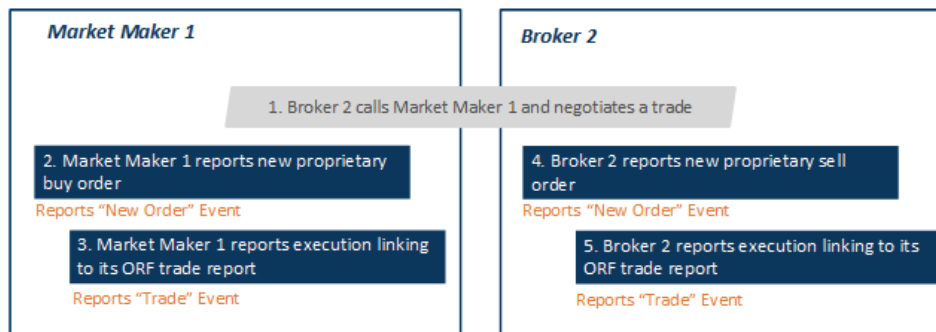 Market Maker 1
Broker 2
1. Broker 2 calls Market Maker 1 and negotiates a trade
2. Market Maker 1 reports new proprietary
buy order
Reports "New Order" Event
3. Market Maker 1 reports execution linking
to its ORF trade report
Reports "Trade" Event
4. Broker 2 reports new proprietary sell
order
Reports "New Order" Event
5. Broker 2 reports execution linking to its
ORF trade report
Reports "Trade" Event